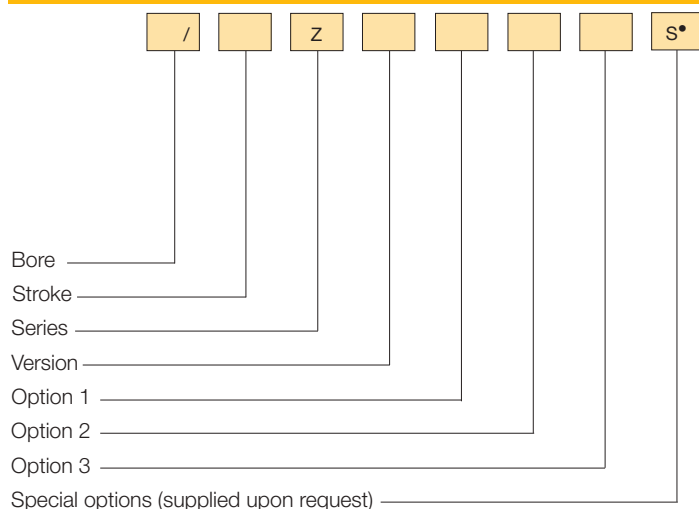 / Z S•
Bore
Stroke
Series
Version
Option 1
Option 2
Option 3
Special options (supplied upon request)